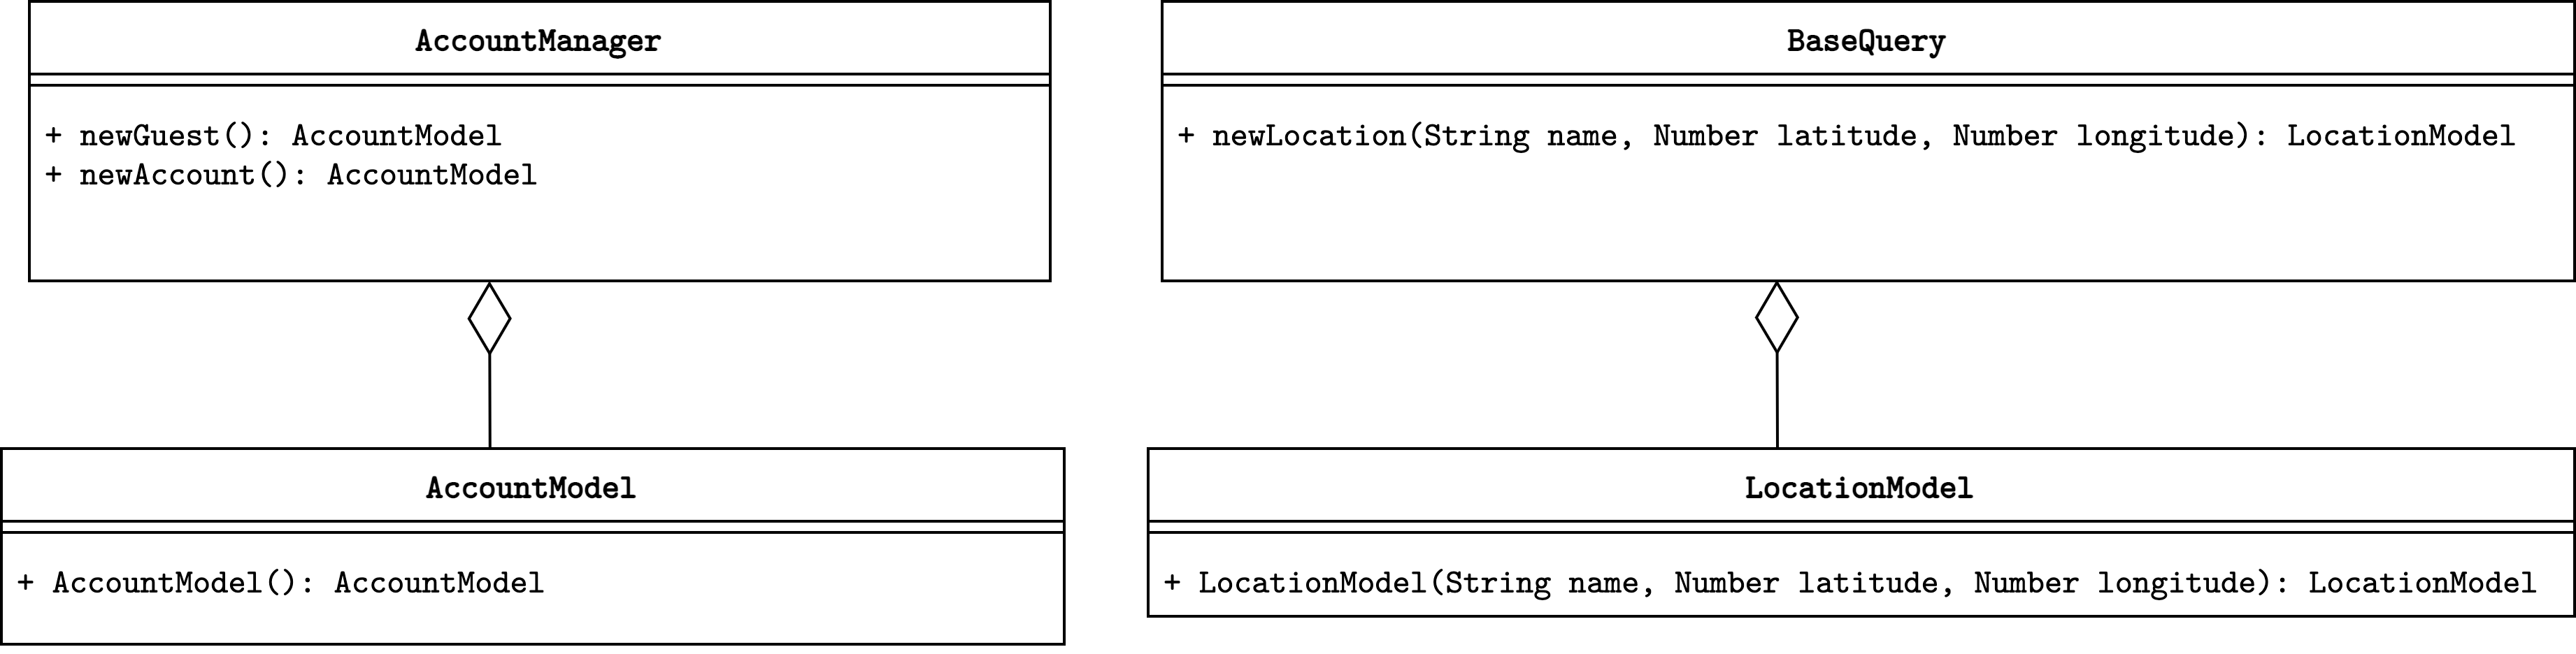 AccountManager
+ newGuest(): AccountModel
+ newAccount(): AccountModel
BaseQuery
+ newLocation(String name, Number latitude, Number longitude): LocationModel
AccountModel
+ AccountModel(): AccountModel
LocationModel
+ LocationModel(String name, Number latitude, Number longitude): LocationModel